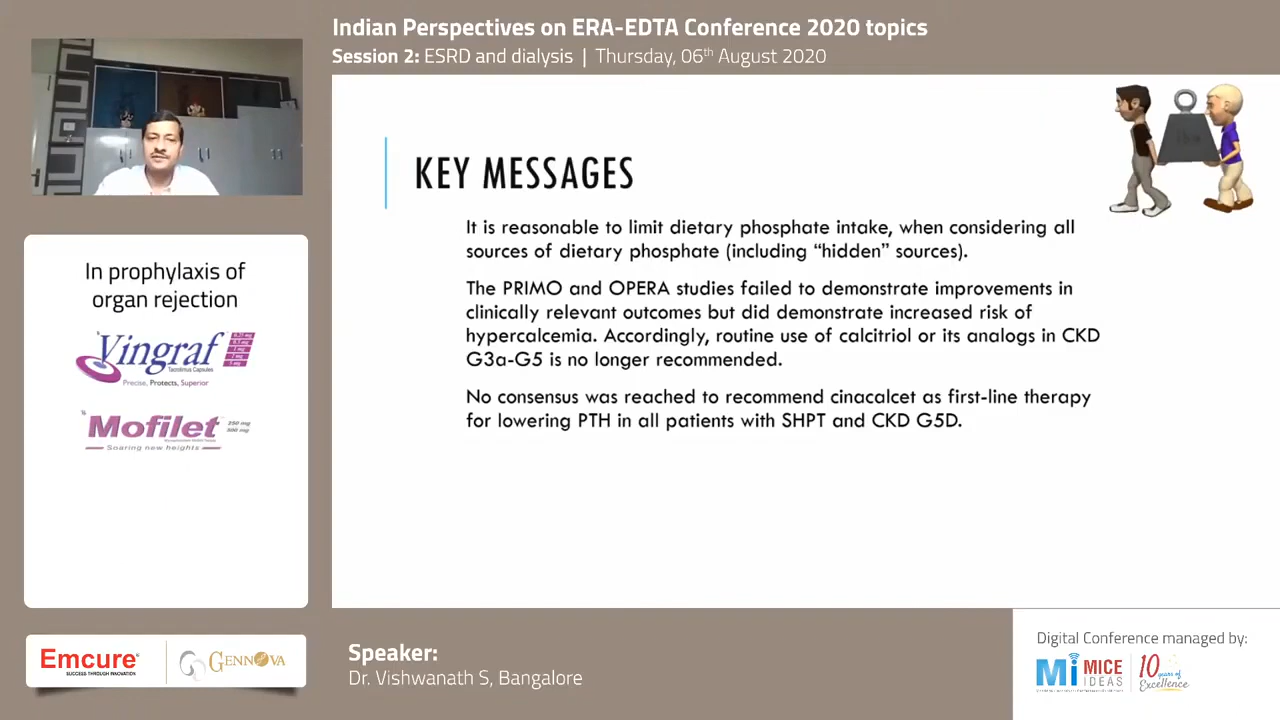 Indian Perspectives on ERA-EDTA Conference 2020 topics
Session 2: ESRD and dialysis | Thursday, 06th August 2020
KEY MESSAGES
It is reasonable to limit dietary phosphate intake, when considering all
sources of dietary phosphate (including “hidden” sources).
The PRIMO and OPERA studies failed to demonstrate improvements in
clinically relevant outcomes but did demonstrate increased risk of
hypercalcemia. Accordingly, routine use of calcitriol or its analogs in CKD
G3a-G5 is no longer recommended.
No consensus was reached to recommend cinacalcet as first-line therapy
for lowering PTH in all patients with SHPT and CKD G5D.
In prophylaxis of
organ rejection
Vingraf
Tacrolimus Capsules
Precise, Protects, Superior
Mofilet
250 mg
500 mg
Soaring new heights
Emcure
SUCCESS THROUGH INNOVATION
GENNOVA
Speaker:
Dr. Vishwanath S, Bangalore
Digital Conference managed by:
Mi MICE
IDEAS
10 years of
Excellence